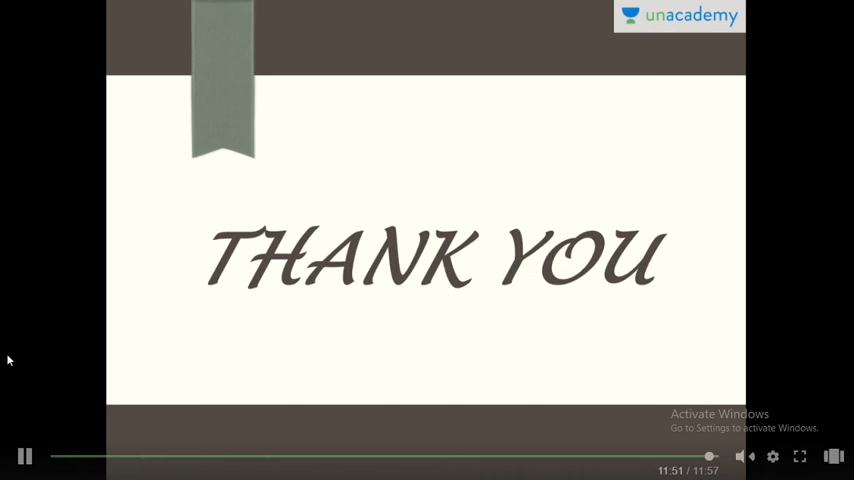 unacademy
THANK YOU
Activate Windows
Go to Settings to activate Windows.
11:51 / 11:57